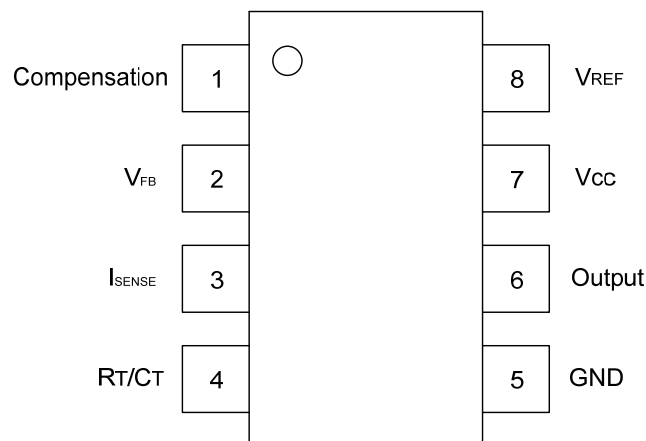 Compensation 1 8 VREF
VFB 2 7 VCC
ISENSE 3 6 Output
RT/CT 4 5 GND